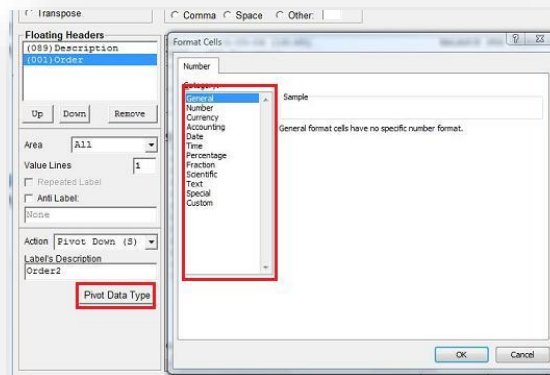 Transpose
Comma Space Other:
Floating Headers
(089)Description
(001)Order
Up Down Remove
Area All
Value Lines 1
Repeated Label
Anti Label:
None
Action Pivot Down (S)
Label's Description
Order2
Pivot Data Type
Format Cells
Number
Category:
General
Number
Currency
Accounting
Date
Time
Percentage
Fraction
Scientific
Text
Special
Custom
Sample
General format cells have no specific number format.
OK Cancel